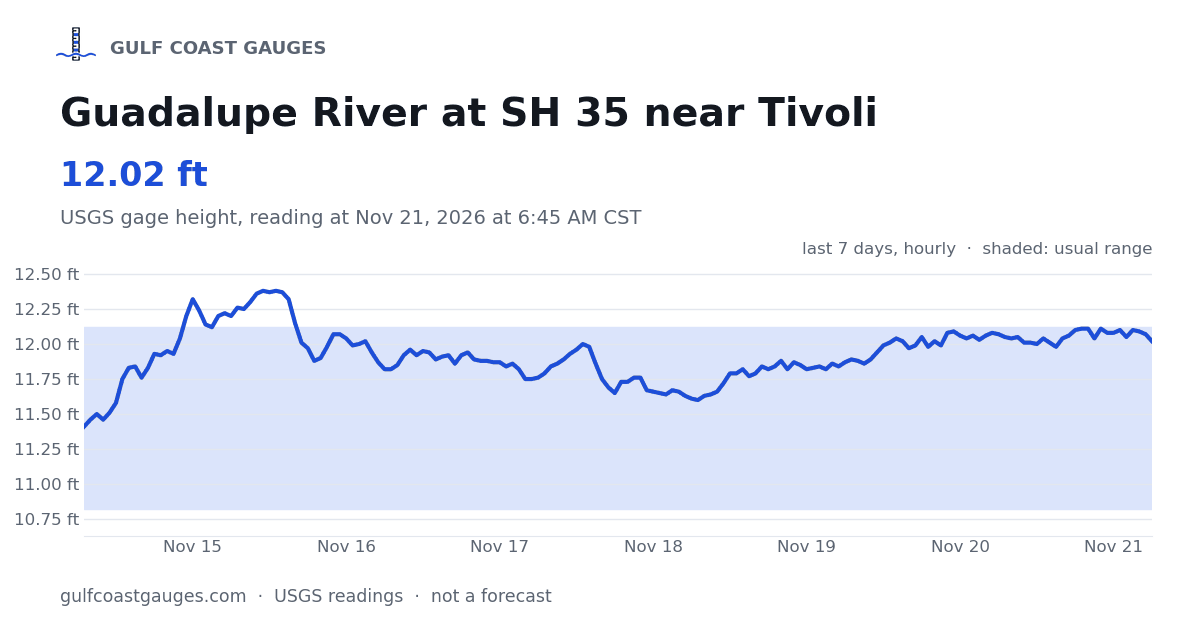 GULF COAST GAUGES
Guadalupe River at SH 35 near Tivoli
12.02 ft
USGS gage height, reading at Nov 21, 2026 at 6:45 AM CST
last 7 days, hourly · shaded: usual range
12.50 ft
12.25 ft
12.00 ft
11.75 ft
11.50 ft
11.25 ft
11.00 ft
10.75 ft
Nov 15 Nov 16 Nov 17 Nov 18 Nov 19 Nov 20 Nov 21
gulfcoastgauges.com · USGS readings · not a forecast